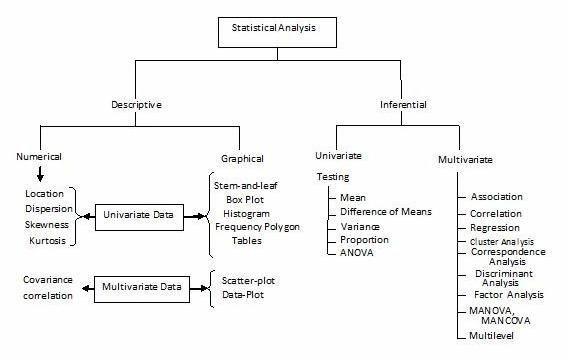 Statistical Analysis
Descriptive
Inferential
Numerical
Graphical
Univariate
Multivariate
Testing
Location
Dispersion
Skewness
Kurtosis
Univariate Data
Stem-and-leaf
Box Plot
Histogram
Frequency Polygon
Tables
Mean
Difference of Means
Variance
Proportion
ANOVA
Association
Correlation
Regression
Cluster Analysis
Correspondence
Analysis
Discriminant
Analysis
Factor Analysis
MANOVA,
MANCOVA
Multilevel
Covariance
correlation
Multivariate Data
Scatter-plot
Data-Plot